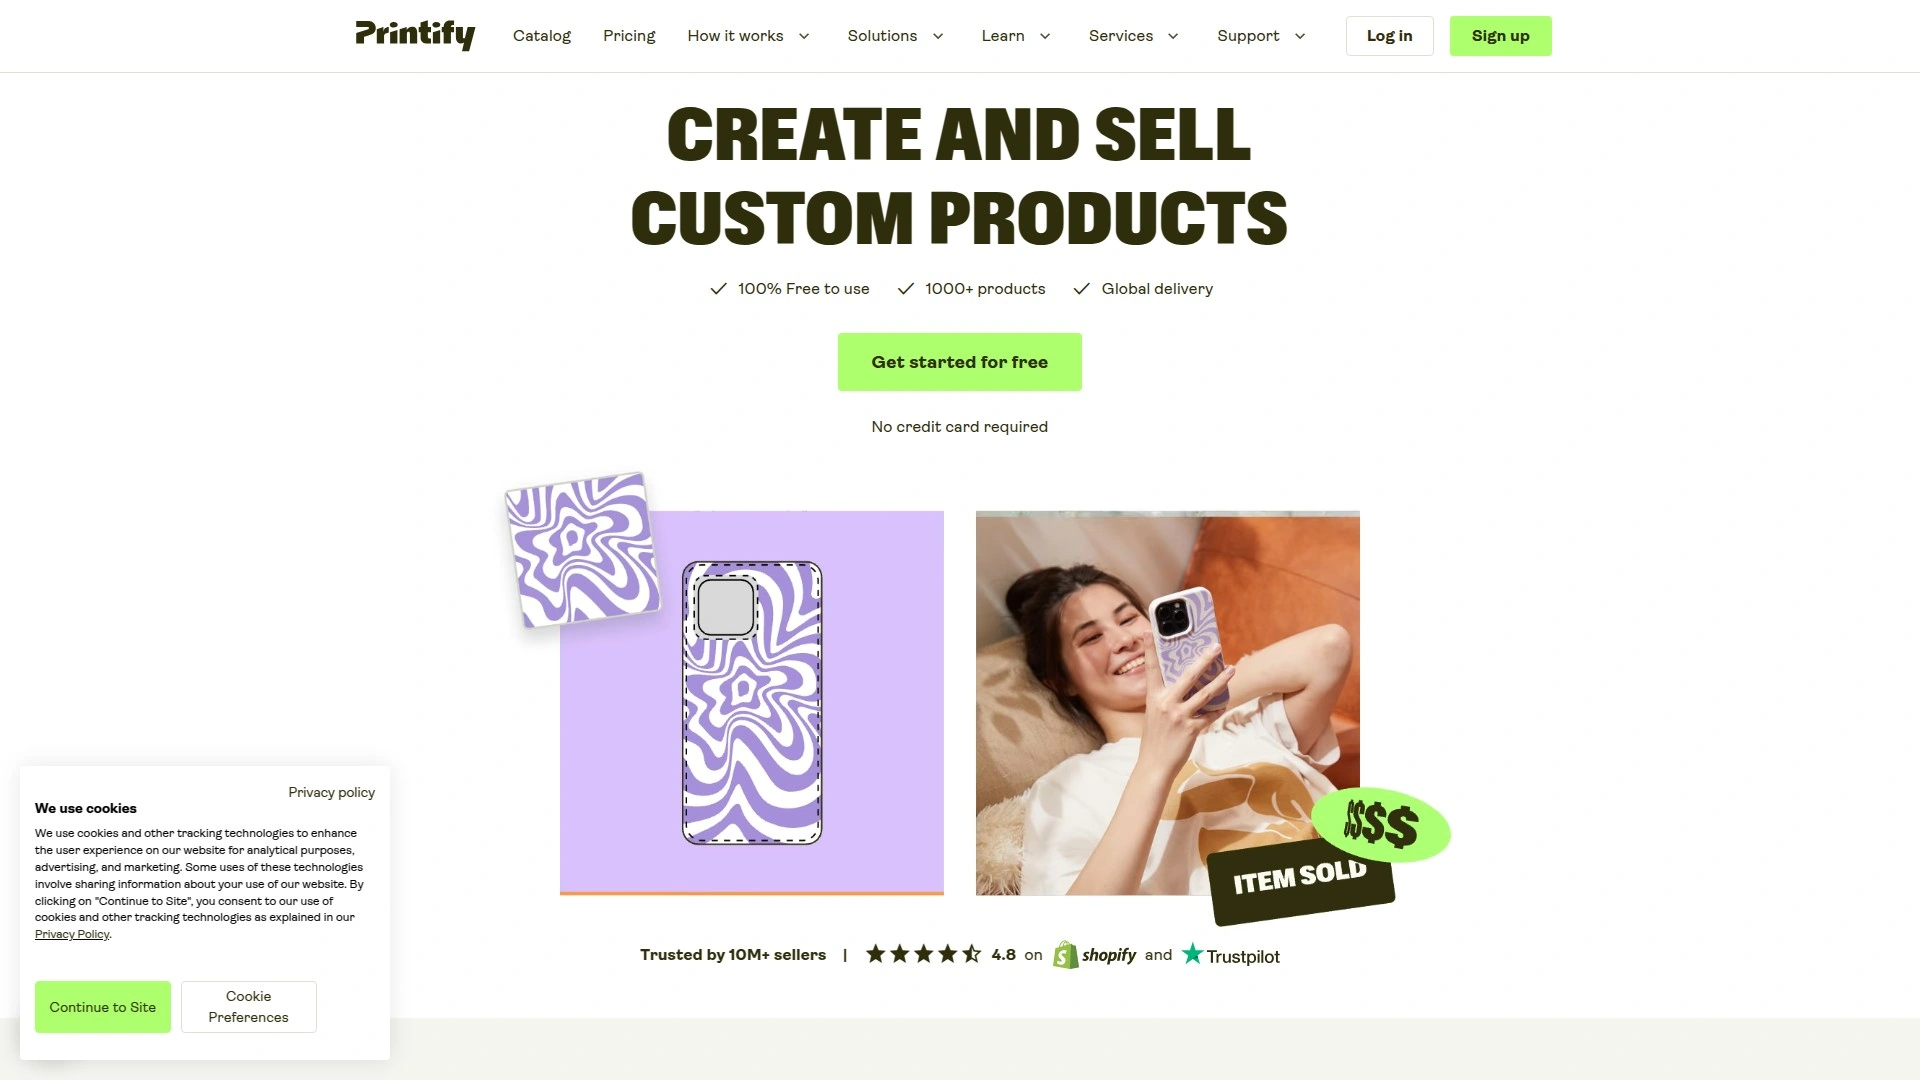 Printify
Catalog
Pricing
How it works
Solutions
Learn
Services
Support
Log in
Sign up
CREATE AND SELL
CUSTOM PRODUCTS
100% Free to use
1000+ products
Global delivery
Get started for free
No credit card required
$$$$
ITEM SOLD
Trusted by 10M+ sellers | 4.8 on shopify and Trustpilot
Privacy policy
We use cookies
We use cookies and other tracking technologies to enhance
the user experience on our website for analytical purposes,
advertising, and marketing. Some uses of these technologies
involve sharing information about your use of our website. By
clicking on "Continue to Site", you consent to our use of
cookies and other tracking technologies as explained in our
Privacy Policy.
Continue to Site
Cookie
Preferences